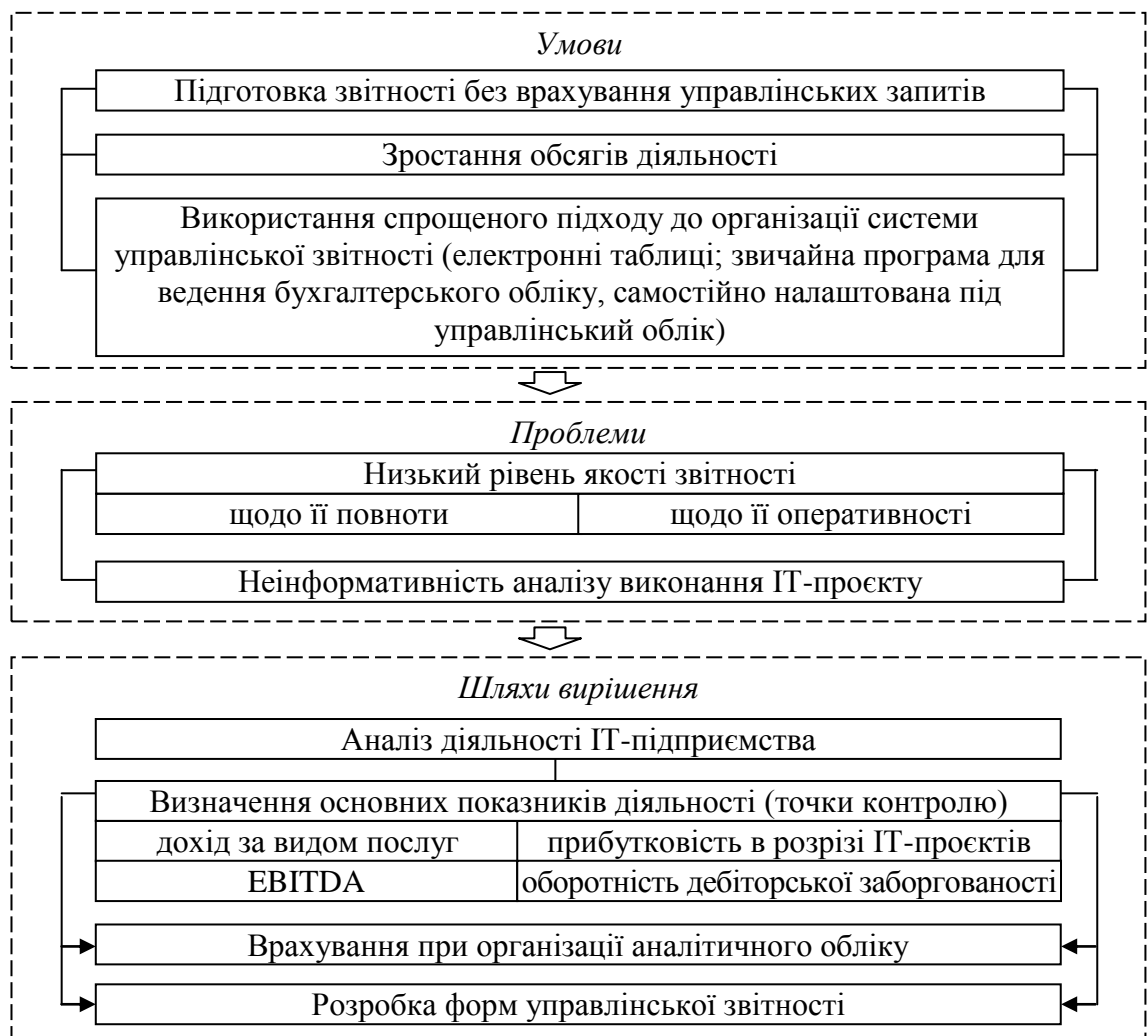 Умови
Підготовка звітності без врахування управлінських запитів
Зростання обсягів діяльності
Використання спрощеного підходу до організації системи
управлінської звітності (електронні таблиці; звичайна програма для
ведення бухгалтерського обліку, самостійно налаштована під
управлінський облік)
Проблеми
Низький рівень якості звітності
щодо її повноти
щодо її оперативності
Неінформативність аналізу виконання ІТ-проєкту
Шляхи вирішення
Аналіз діяльності ІТ-підприємства
Визначення основних показників діяльності (точки контролю)
дохід за видом послуг
прибутковість в розрізі ІТ-проєктів
EBITDA
оборотність дебіторської заборгованості
Врахування при організації аналітичного обліку
Розробка форм управлінської звітності